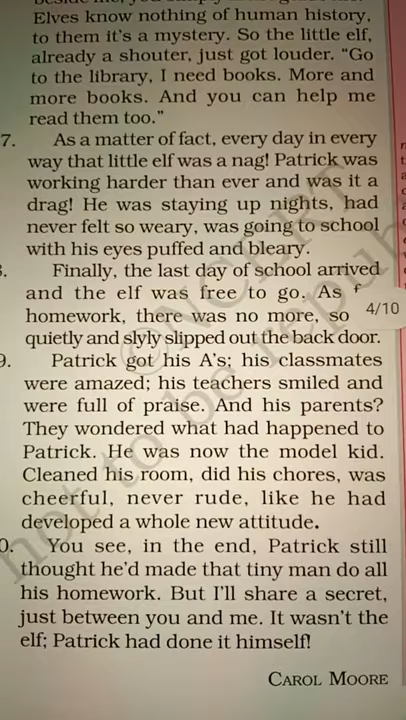 Elves know nothing of human history,
to them it's a mystery. So the little elf,
already a shouter, just got louder. "Go
to the library, I need books. More and
more books. And you can help me
read them too."
7. As a matter of fact, every day in every
way that little elf was a nag! Patrick was
working harder than ever and was it a
drag! He was staying up nights, had
never felt so weary, was going to school
with his eyes puffed and bleary.
Finally, the last day of school arrived
and the elf was free to go. As
homework, there was no more, so
4/10
quietly and slyly slipped out the back door.
9. Patrick got his A's; his classmates
were amazed; his teachers smiled and
were full of praise. And his parents?
They wondered what had happened to
Patrick. He was now the model kid.
Cleaned his room, did his chores, was
cheerful, never rude, like he had
developed a whole new attitude.
0. You see, in the end, Patrick still
thought he'd made that tiny man do all
his homework. But I'll share a secret,
just between you and me. It wasn't the
elf; Patrick had done it himself!
CAROL MOORE
not to be repub